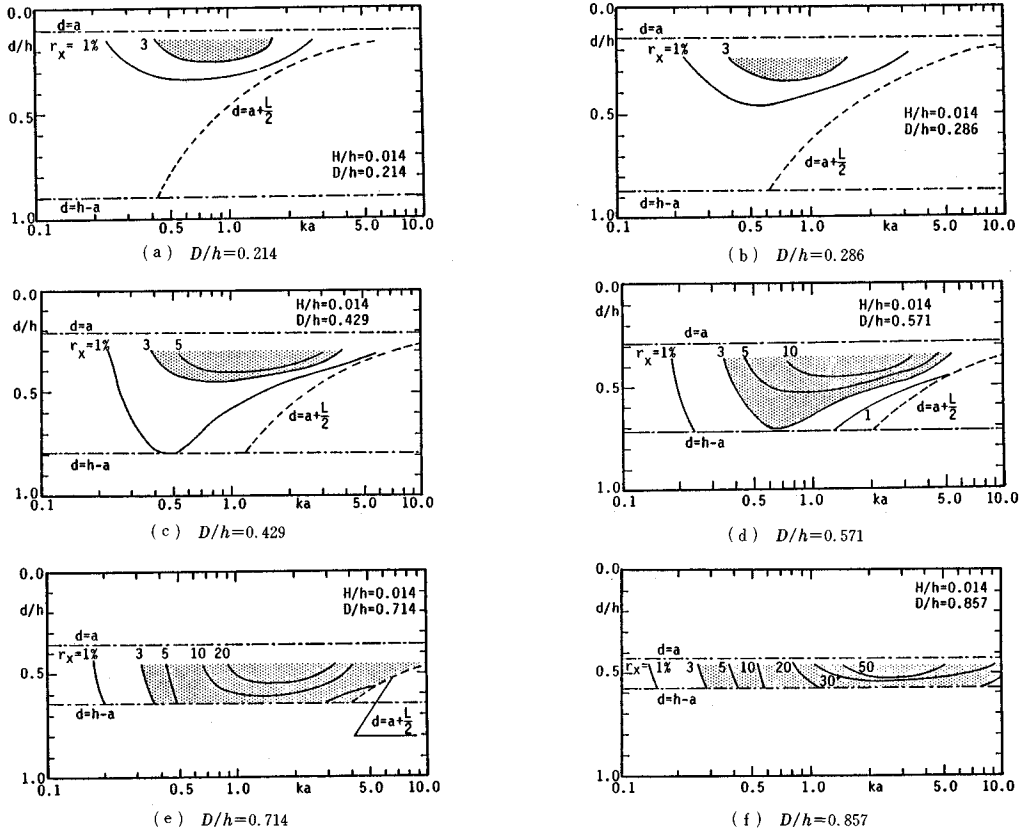 0.0
d/h
0.5
1.0
d=a
r_x= 1% 3
d=a+L/2
H/h=0.014
D/h=0.214
d=h-a
0.1 0.5 1.0 ka 5.0 10.0
(a) D/h=0.214
0.0
d/h
0.5
1.0
d=a
r_x=1% 3
H/h=0.014
D/h=0.286
d=a+L/2
d=h-a
0.1 0.5 1.0 ka 5.0 10.0
(b) D/h=0.286
0.0
d/h
0.5
1.0
H/h=0.014
D/h=0.429
d=a
r_x=1% 3 5
d=a+L/2
d=h-a
0.1 0.5 1.0 ka 5.0 10.0
(c) D/h=0.429
0.0
d/h
0.5
1.0
H/h=0.014
D/h=0.571
d=a
r_x=1% 3 5 10
1
d=a+L/2
d=h-a
0.1 0.5 1.0 ka 5.0 10.0
(d) D/h=0.571
0.0
d/h
0.5
1.0
H/h=0.014
D/h=0.714
d=a
r_x=1% 3 5 10 20
d=h-a
d=a+L/2
0.1 0.5 1.0 ka 5.0 10.0
(e) D/h=0.714
0.0
d/h
0.5
1.0
H/h=0.014
D/h=0.857
d=a
r_x=1% 3 5 10 20 50
30
d=h-a
0.1 0.5 1.0 ka 5.0 10.0
(f) D/h=0.857